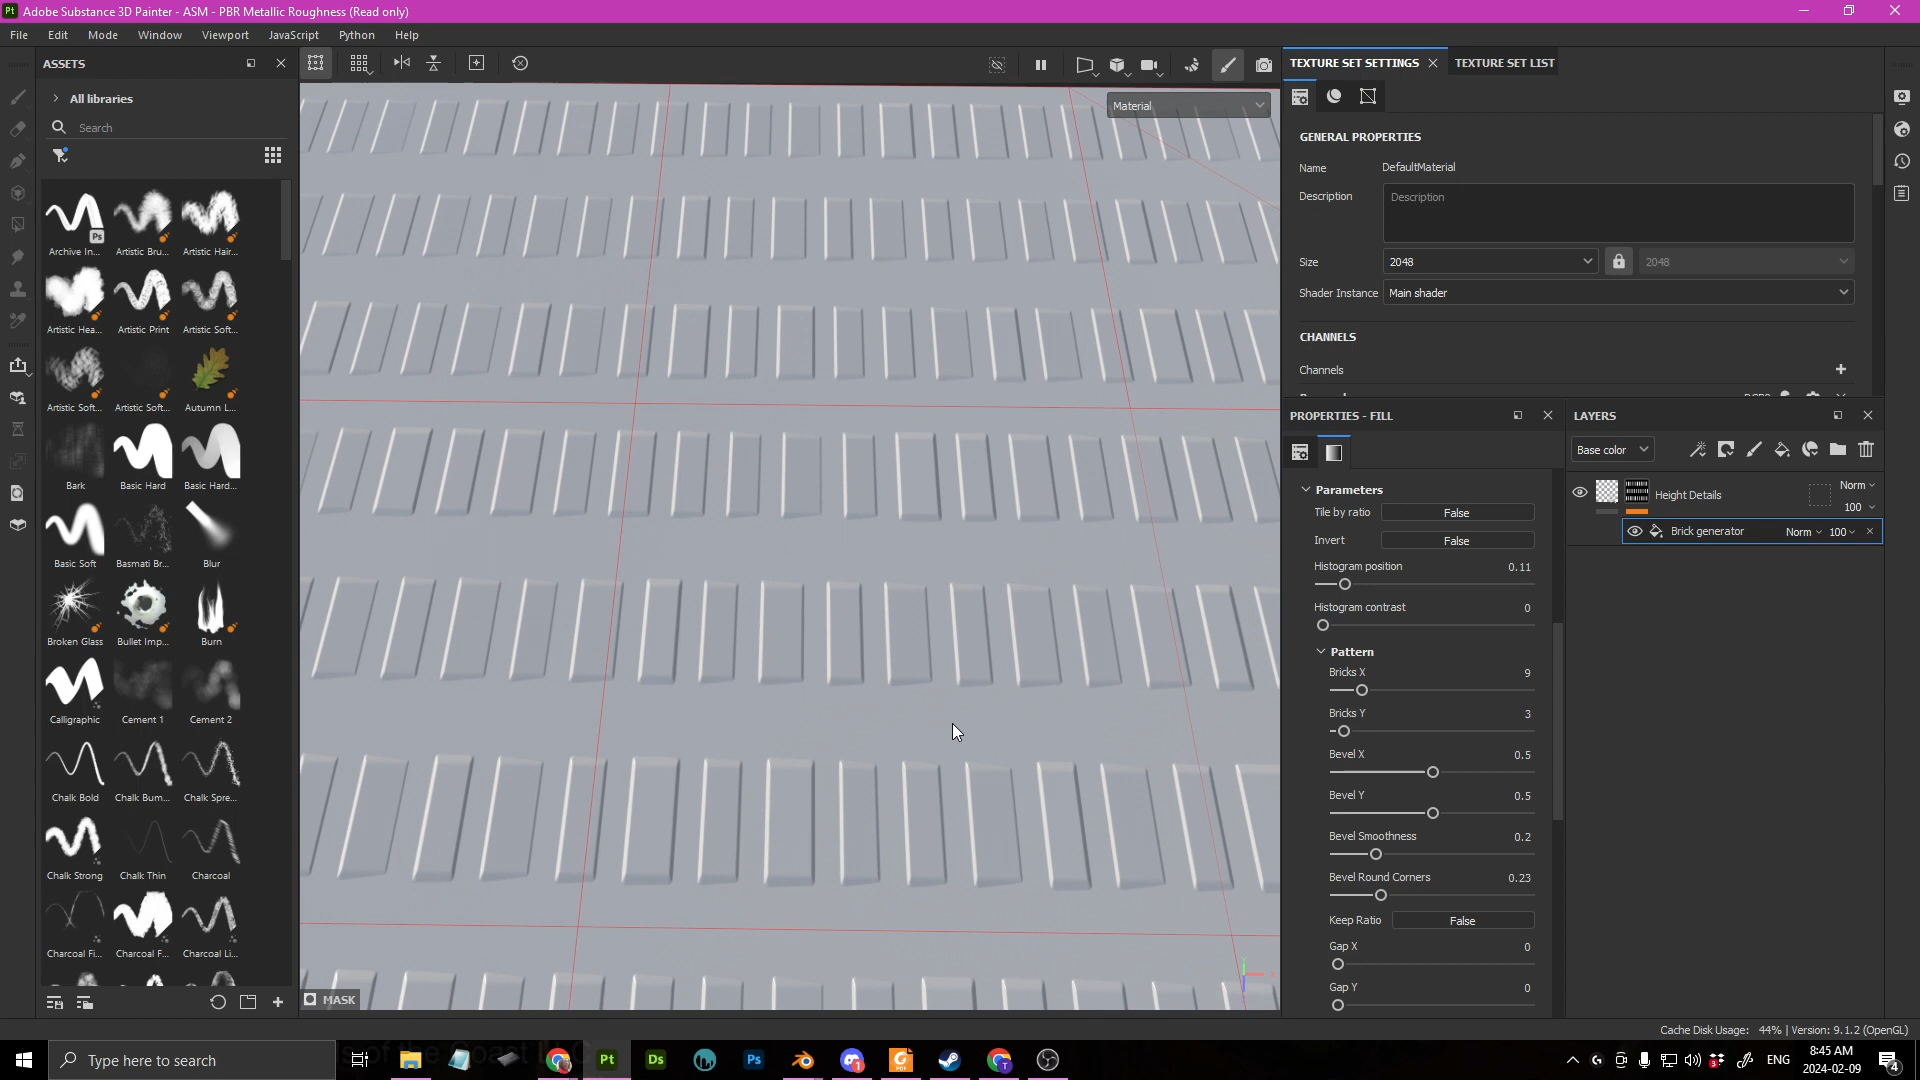 Adobe Substance 3D Painter - ASM - PBR Metallic Roughness (Read only)
File Edit Mode Window Viewport JavaScript Python Help
ASSETS
All libraries
Search
Archive In... Artistic Bru... Artistic Hair...
Artistic Hea... Artistic Print Artistic Soft...
Artistic Soft... Artistic Soft... Autumn L...
Bark Basic Hard Basic Hard...
Basic Soft Basmati Br... Blur
Broken Glass Bullet Imp... Burn
Calligraphic Cement 1 Cement 2
Chalk Bold Chalk Bum... Chalk Spre...
Chalk Strong Chalk Thin Charcoal
Charcoal Fi... Charcoal F... Charcoal Li...
Material
MASK
TEXTURE SET SETTINGS TEXTURE SET LIST
GENERAL PROPERTIES
Name DefaultMaterial
Description Description
Size 2048 2048
Shader Instance Main shader
CHANNELS
Channels
PROPERTIES - FILL
Parameters
Tile by ratio False
Invert False
Histogram position 0.11
Histogram contrast 0
Pattern
Bricks X 9
Bricks Y 3
Bevel X 0.5
Bevel Y 0.5
Bevel Smoothness 0.2
Bevel Round Corners 0.23
Keep Ratio False
Gap X 0
Gap Y 0
LAYERS
Base color
Height Details Norm 100
Brick generator Norm 100
Cache Disk Usage: 44% | Version: 9.1.2 (OpenGL)
Type here to search
Pt Ds Ps
ENG
8:45 AM
2024-02-09
4